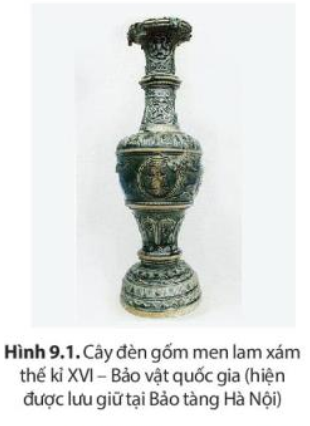 Hình 9.1. Cây đèn gốm men lam xám
thế kỉ XVI – Bảo vật quốc gia (hiện
được lưu giữ tại Bảo tàng Hà Nội)